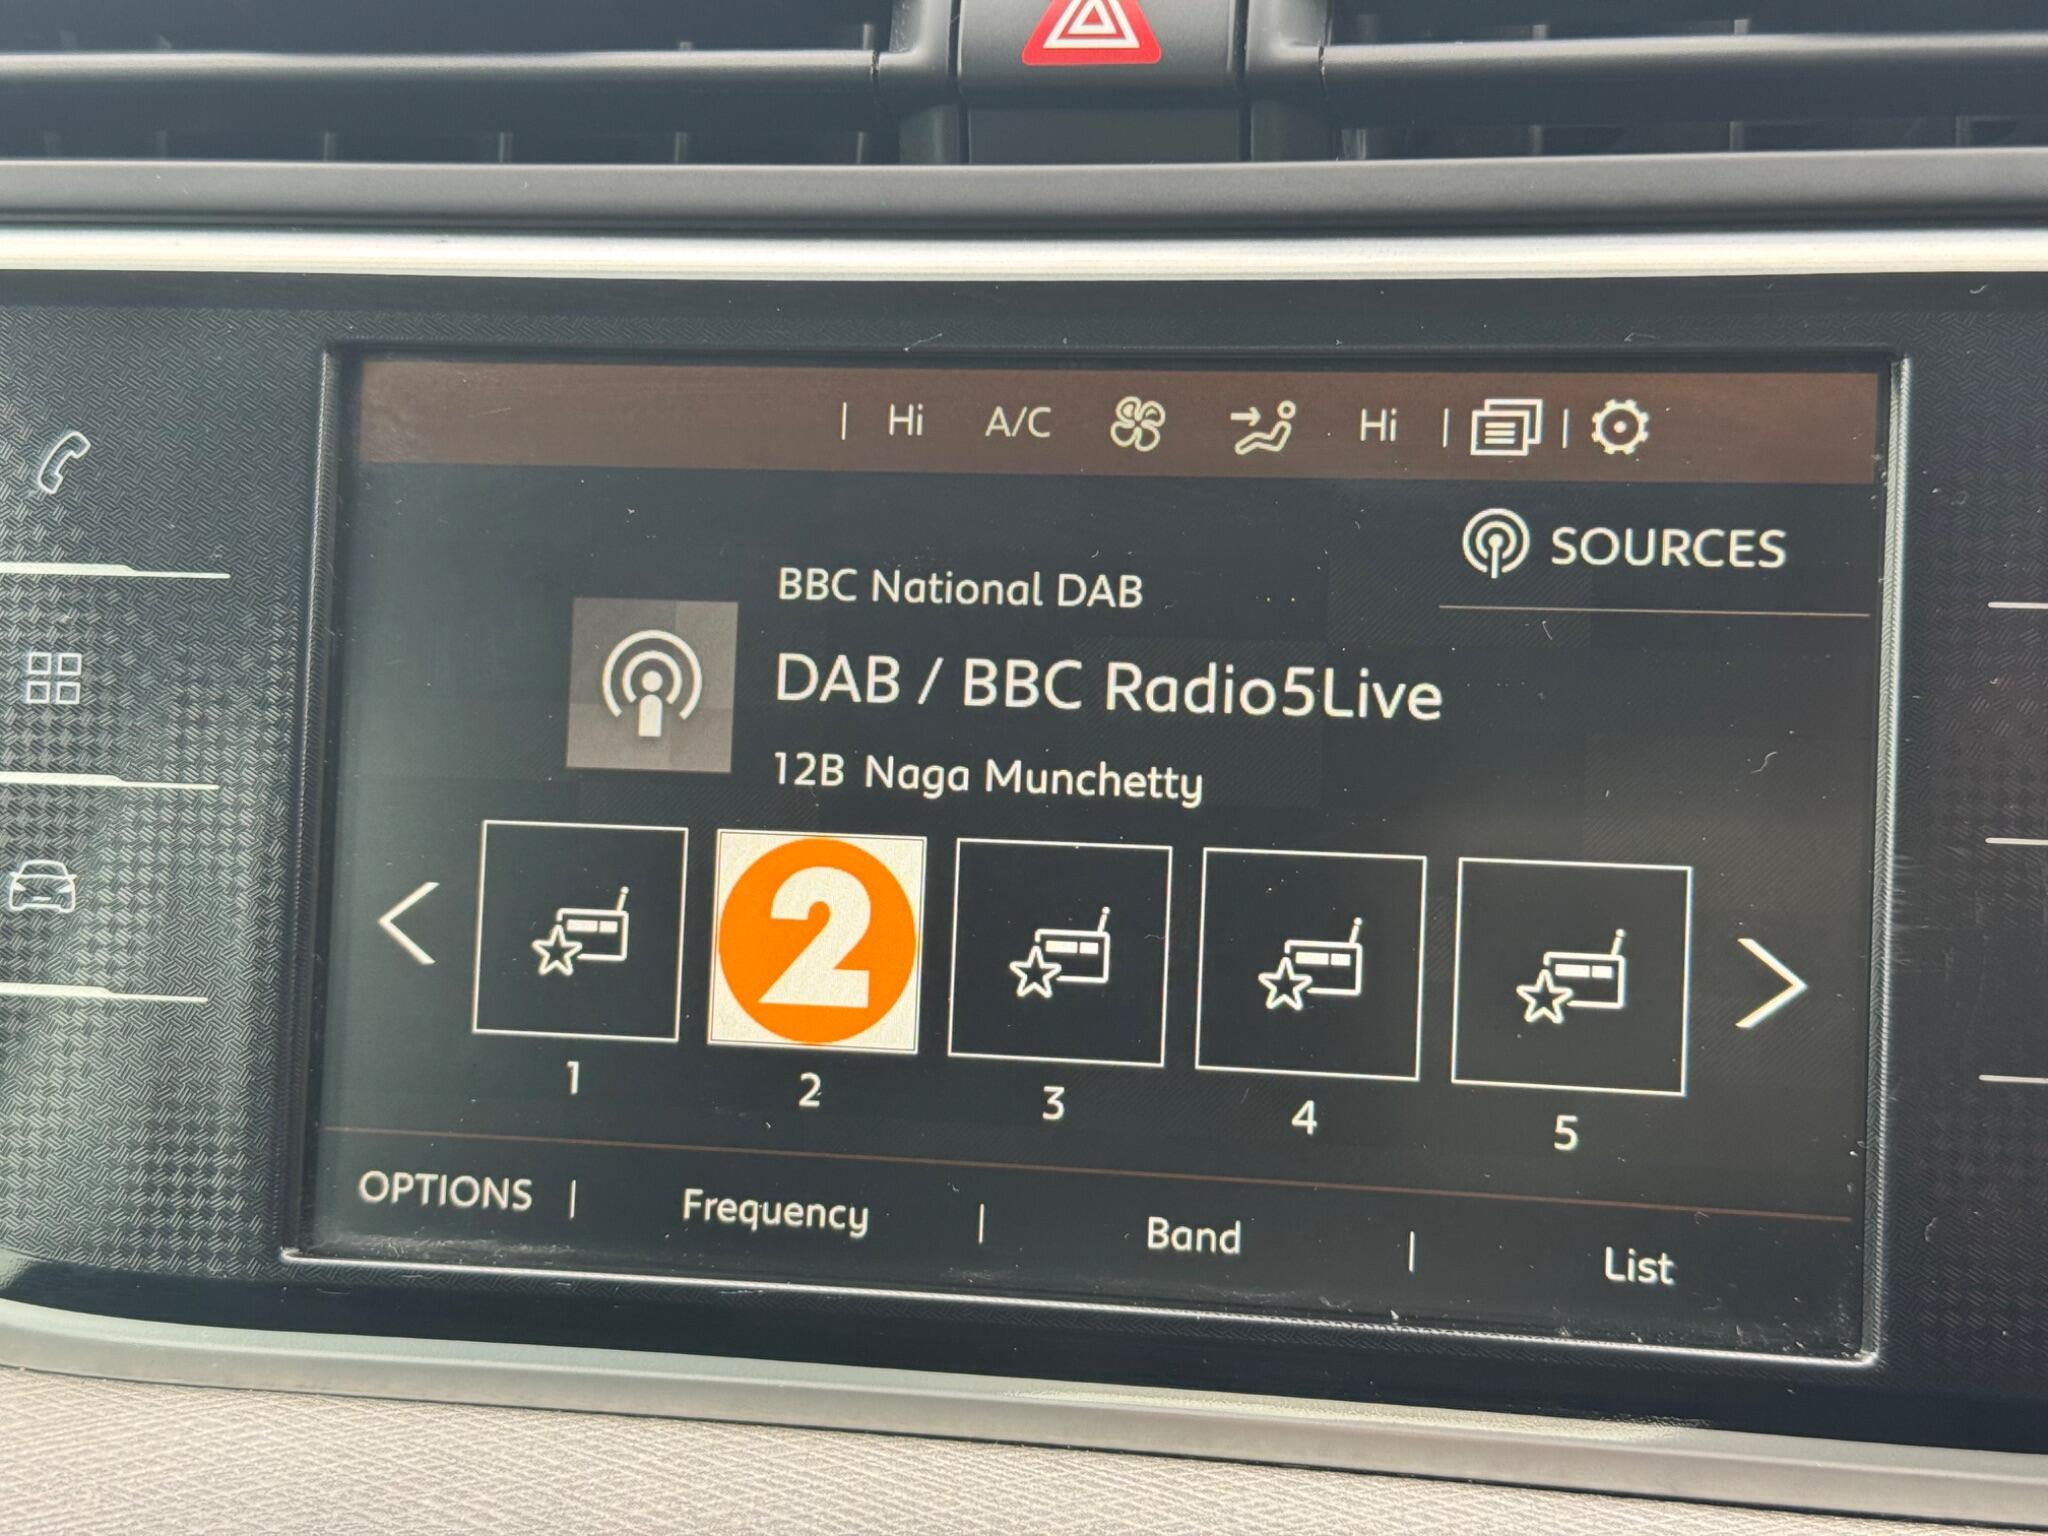 Hi A/C Hi
SOURCES
BBC National DAB
DAB / BBC Radio5Live
12B Naga Munchetty
2
1 2 3 4 5
OPTIONS Frequency Band List